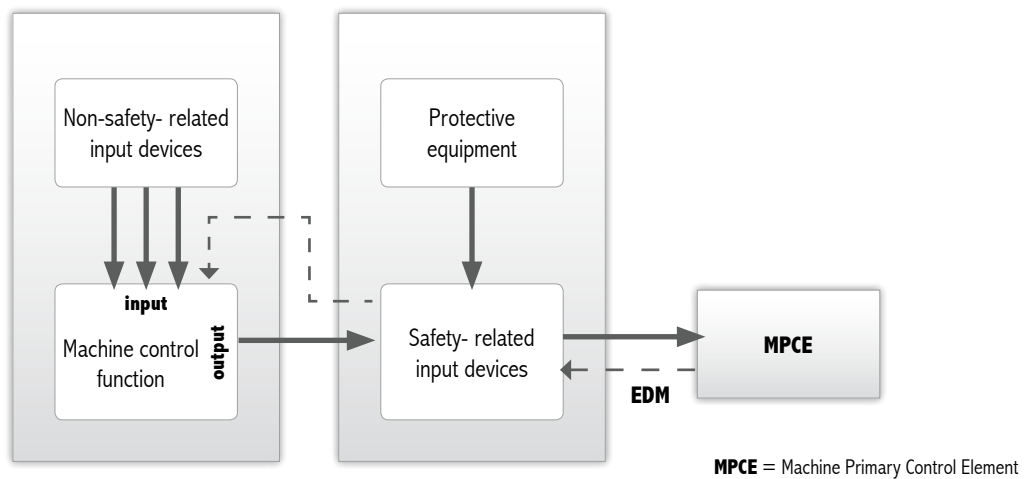 Non-safety- related
input devices
Protective
equipment
input
Machine control
function
output
Safety- related
input devices
MPCE
EDM
MPCE = Machine Primary Control Element